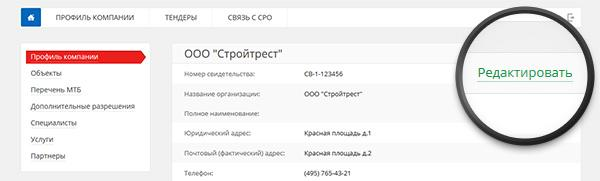 ПРОФИЛЬ КОМПАНИИ ТЕНДЕРЫ СВЯЗЬ С СРО
Профиль компании
Объекты
Перечень МТБ
Дополнительные разрешения
Специалисты
Услуги
Партнеры
ООО "Стройтрест"
Редактировать
Номер свидетельства: СВ-1-123456
Название организации: ООО "Стройтрест"
Полное наименование:
Юридический адрес: Красная площадь д.1
Почтовый (фактический) адрес: Красная площадь д.2
Телефон: (495) 765-43-21